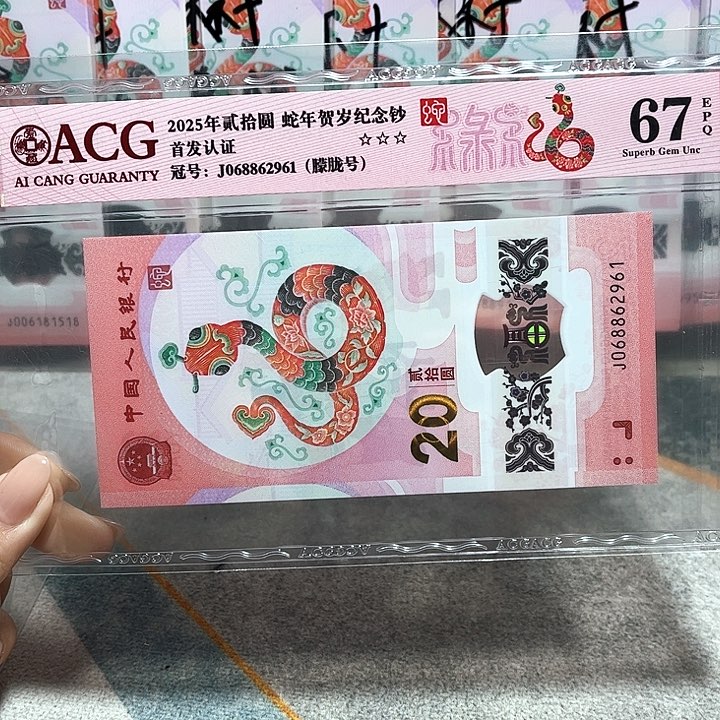 ACG
AI CANG GUARANTY
2025年贰拾圆 蛇年贺岁纪念钞
首发认证 ☆☆☆
冠号：J068862961（朦胧号）
67
EPQ
Superb Gem Unc
中国人民银行
贰拾圆
20
J068862961
J006181518
ACGACG